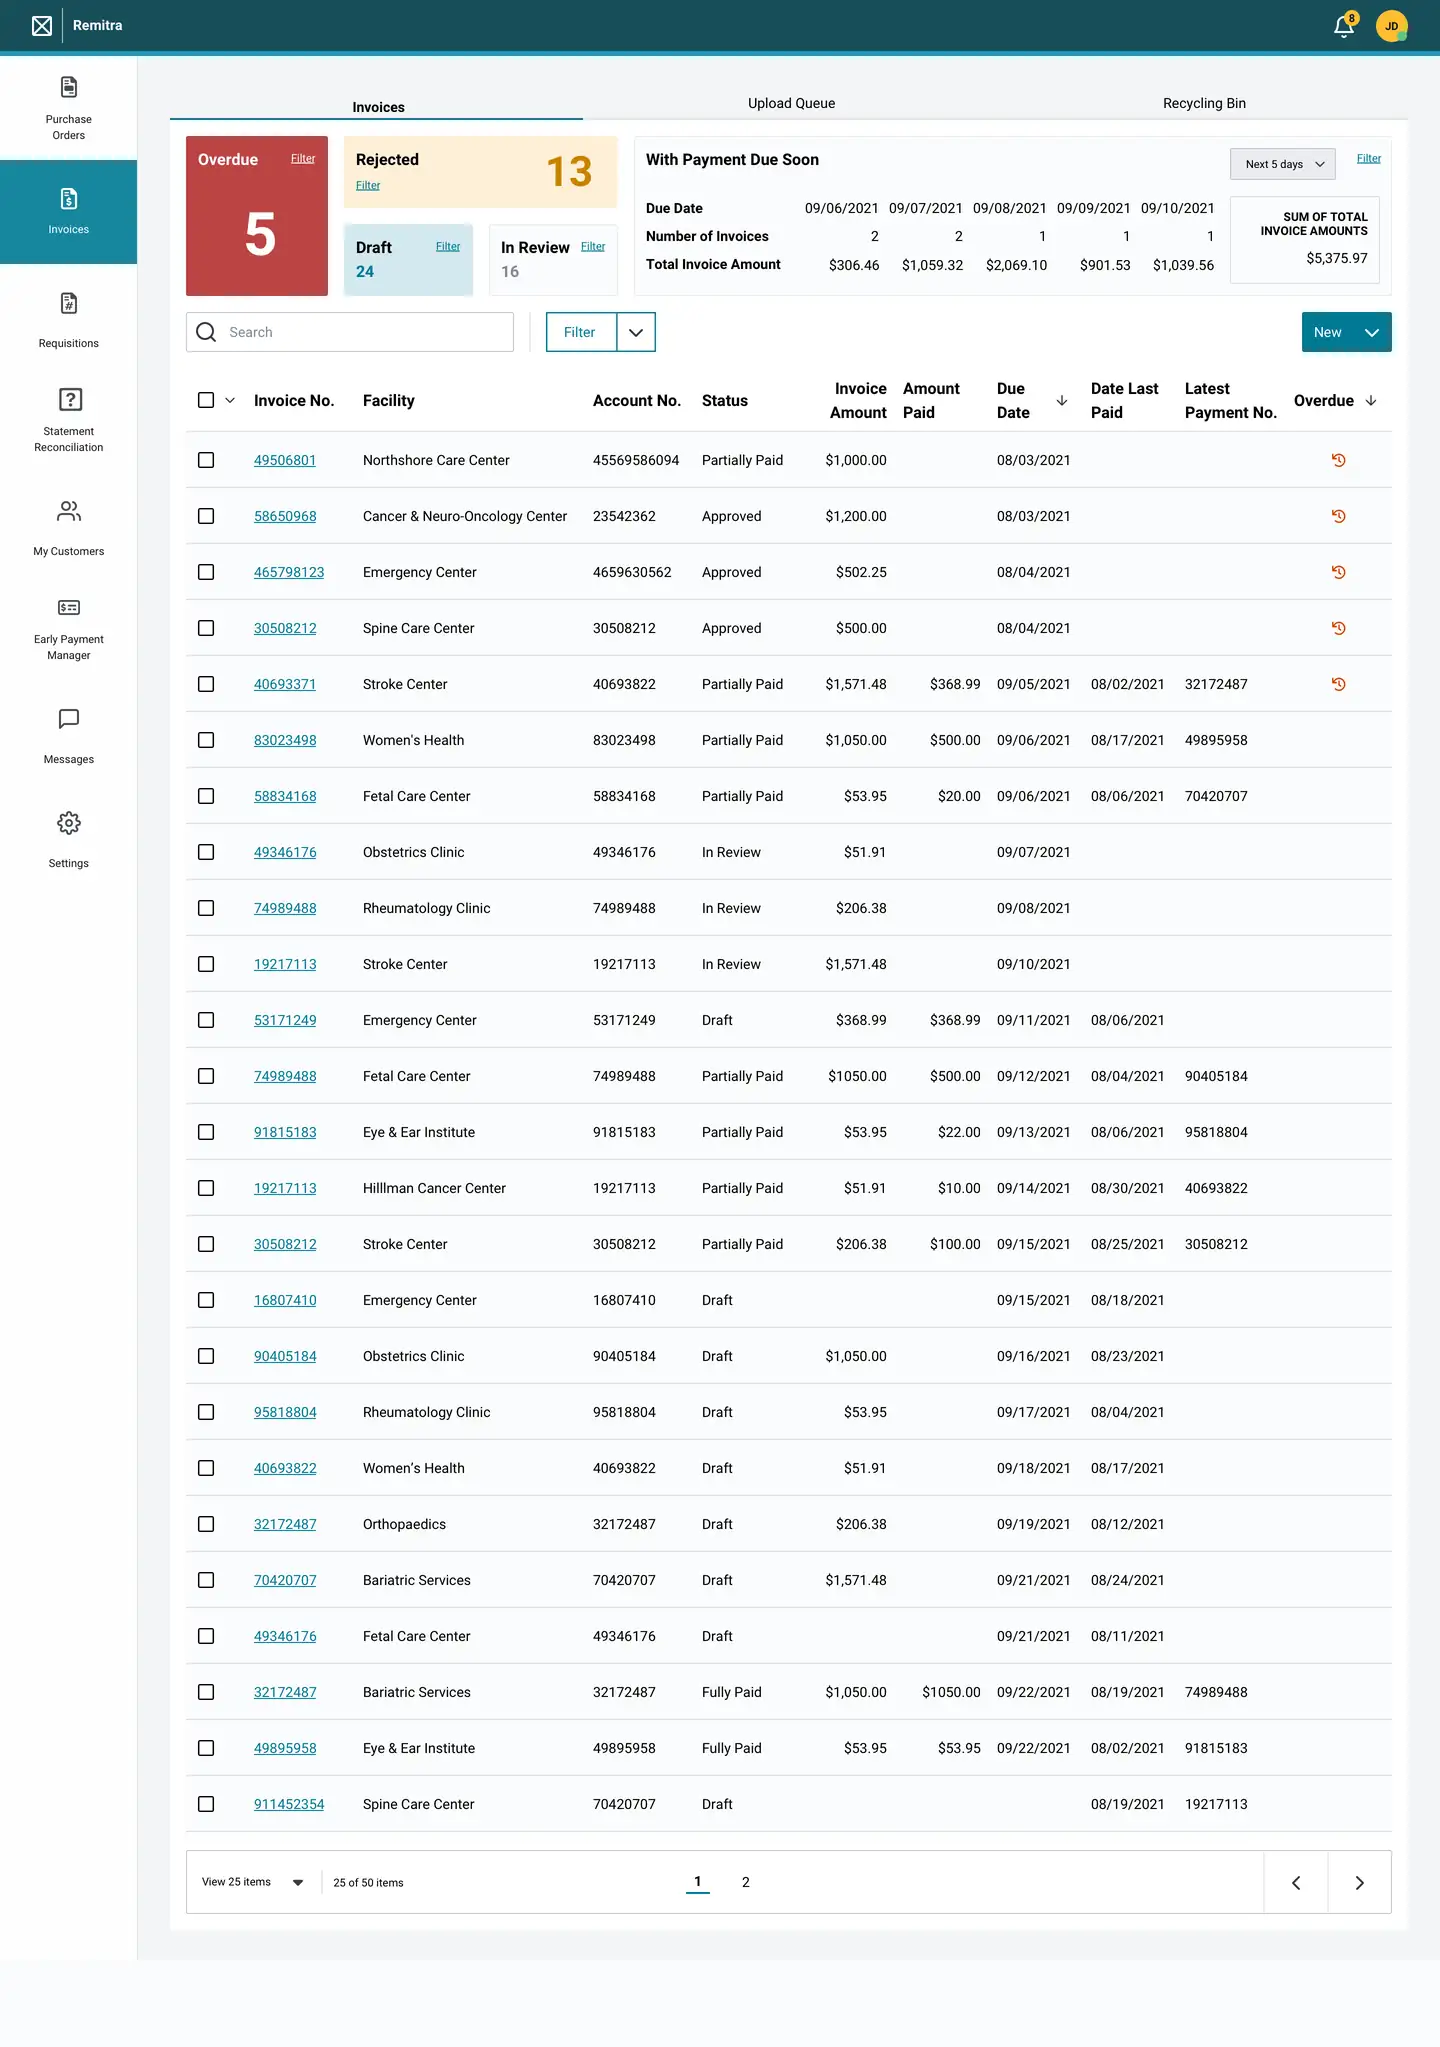 Remitra
8
JD
Purchase
Orders
Invoices
Requisitions
Statement
Reconciliation
My Customers
Early Payment
Manager
Messages
Settings
Invoices Upload Queue Recycling Bin
Overdue Filter
5
Rejected
Filter
13
Draft Filter
24
In Review Filter
16
With Payment Due Soon Next 5 days Filter
Due Date 09/06/2021 09/07/2021 09/08/2021 09/09/2021 09/10/2021
Number of Invoices 2 2 1 1 1
Total Invoice Amount $306.46 $1,059.32 $2,069.10 $901.53 $1,039.56
SUM OF TOTAL
INVOICE AMOUNTS
$5,375.97
Search Filter New
Invoice No. Facility Account No. Status Invoice Amount Amount Paid Due Date Date Last Paid Latest Payment No. Overdue
49506801 Northshore Care Center 45569586094 Partially Paid $1,000.00 08/03/2021
58650968 Cancer & Neuro-Oncology Center 23542362 Approved $1,200.00 08/03/2021
465798123 Emergency Center 4659630562 Approved $502.25 08/04/2021
30508212 Spine Care Center 30508212 Approved $500.00 08/04/2021
40693371 Stroke Center 40693822 Partially Paid $1,571.48 $368.99 09/05/2021 08/02/2021 32172487
83023498 Women's Health 83023498 Partially Paid $1,050.00 $500.00 09/06/2021 08/17/2021 49895958
58834168 Fetal Care Center 58834168 Partially Paid $53.95 $20.00 09/06/2021 08/06/2021 70420707
49346176 Obstetrics Clinic 49346176 In Review $51.91 09/07/2021
74989488 Rheumatology Clinic 74989488 In Review $206.38 09/08/2021
19217113 Stroke Center 19217113 In Review $1,571.48 09/10/2021
53171249 Emergency Center 53171249 Draft $368.99 $368.99 09/11/2021 08/06/2021
74989488 Fetal Care Center 74989488 Partially Paid $1050.00 $500.00 09/12/2021 08/04/2021 90405184
91815183 Eye & Ear Institute 91815183 Partially Paid $53.95 $22.00 09/13/2021 08/06/2021 95818804
19217113 Hilllman Cancer Center 19217113 Partially Paid $51.91 $10.00 09/14/2021 08/30/2021 40693822
30508212 Stroke Center 30508212 Partially Paid $206.38 $100.00 09/15/2021 08/25/2021 30508212
16807410 Emergency Center 16807410 Draft 09/15/2021 08/18/2021
90405184 Obstetrics Clinic 90405184 Draft $1,050.00 09/16/2021 08/23/2021
95818804 Rheumatology Clinic 95818804 Draft $53.95 09/17/2021 08/04/2021
40693822 Women's Health 40693822 Draft $51.91 09/18/2021 08/17/2021
32172487 Orthopaedics 32172487 Draft $206.38 09/19/2021 08/12/2021
70420707 Bariatric Services 70420707 Draft $1,571.48 09/21/2021 08/24/2021
49346176 Fetal Care Center 49346176 Draft 09/21/2021 08/11/2021
32172487 Bariatric Services 32172487 Fully Paid $1,050.00 $1050.00 09/22/2021 08/19/2021 74989488
49895958 Eye & Ear Institute 49895958 Fully Paid $53.95 $53.95 09/22/2021 08/02/2021 91815183
911452354 Spine Care Center 70420707 Draft 08/19/2021 19217113
View 25 items 25 of 50 items 1 2